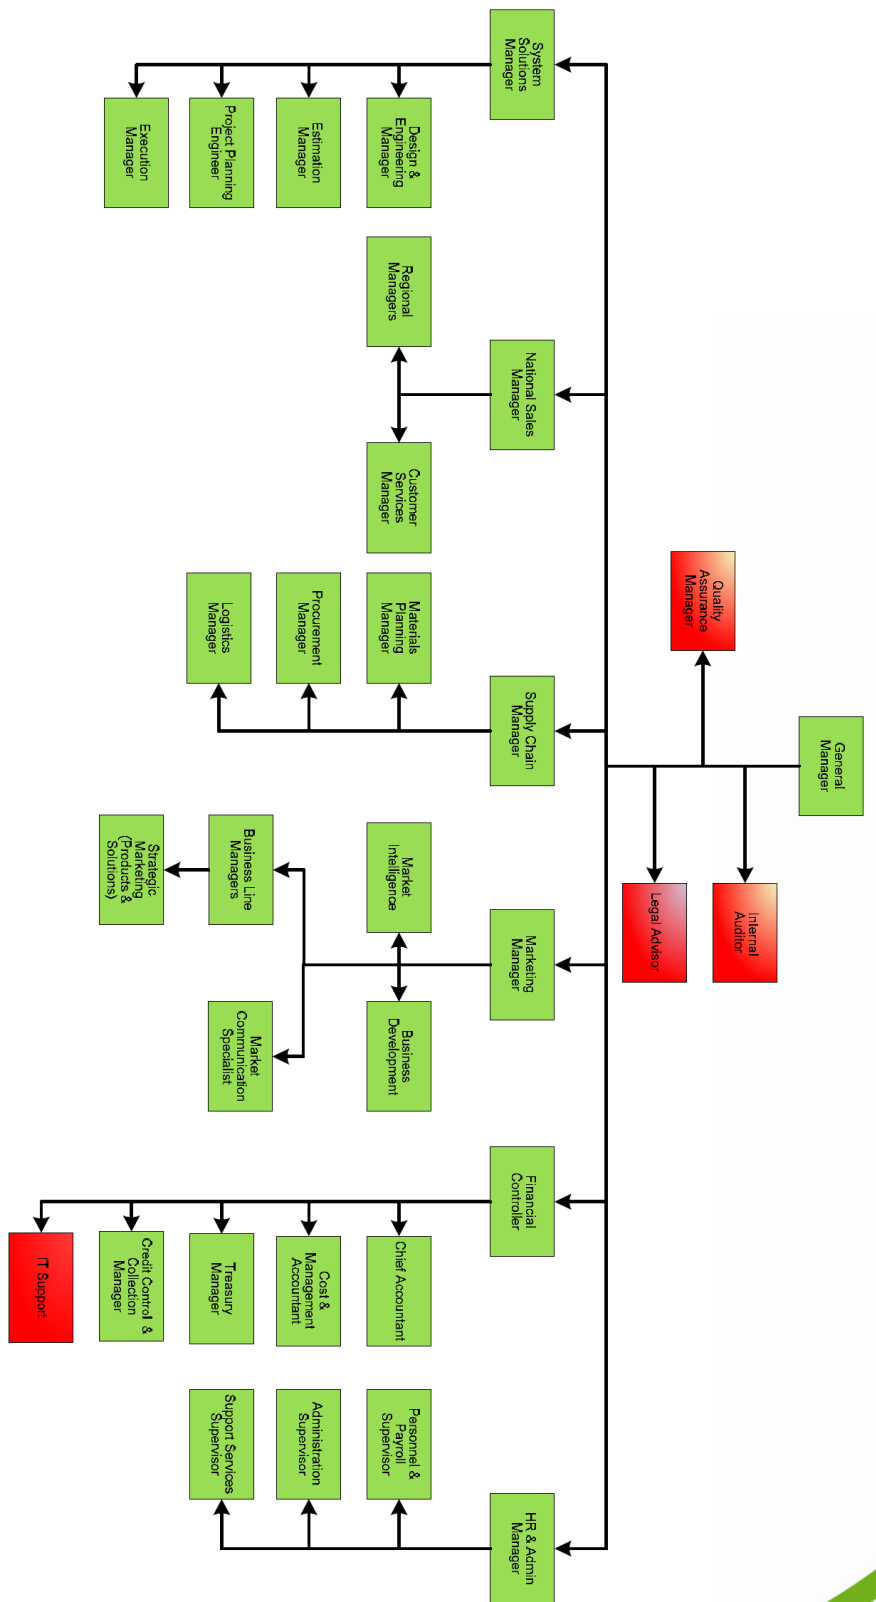 General
Manager
Quality
Assurance
Manager
Internal
Auditor
Legal Advisor
System
Solutions
Manager
National Sales
Manager
Supply Chain
Manager
Marketing
Manager
Financial
Controller
HR & Admin
Manager
Design &
Engineering
Manager
Estimation
Manager
Project Planning
Engineer
Execution
Manager
Regional
Managers
Customer
Services
Manager
Materials
Planning
Manager
Procurement
Manager
Logistics
Manager
Market
Intelligence
Business
Development
Business Line
Managers
Market
Communication
Specialist
Strategic
Marketing
(Products &
Solutions)
Chief Accountant
Cost &
Management
Accountant
Treasury
Manager
Credit Control &
Collection
Manager
IT Support
Personnel &
Payroll
Supervisor
Administration
Supervisor
Support Services
Supervisor